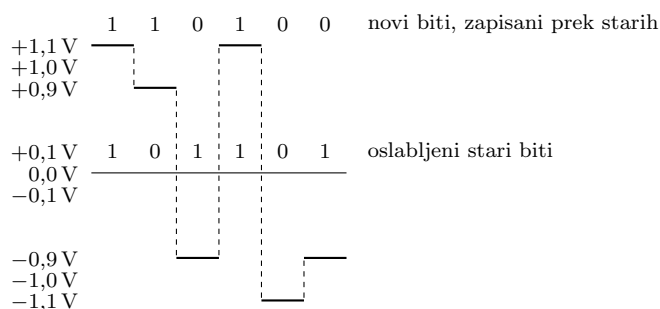 1 1 0 1 0 0 novi biti, zapisani prek starih
+1,1 V
+1,0 V
+0,9 V
+0,1 V 1 0 1 1 0 1 oslabljeni stari biti
0,0 V
−0,1 V
−0,9 V
−1,0 V
−1,1 V